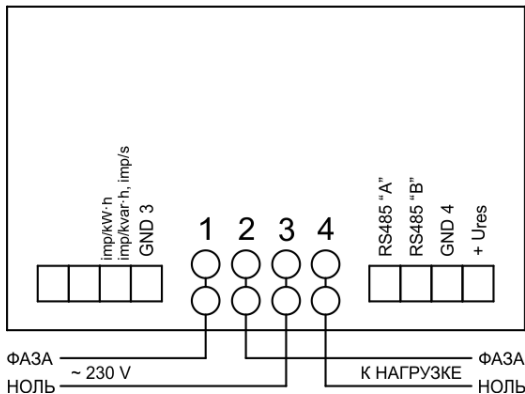 imp/kW·h
imp/kvar·h, imp/s
GND 3
1 2 3 4
RS485 "A"
RS485 "B"
GND 4
+ Ures
ФАЗА
~ 230 V
НОЛЬ
К НАГРУЗКЕ
ФАЗА
НОЛЬ